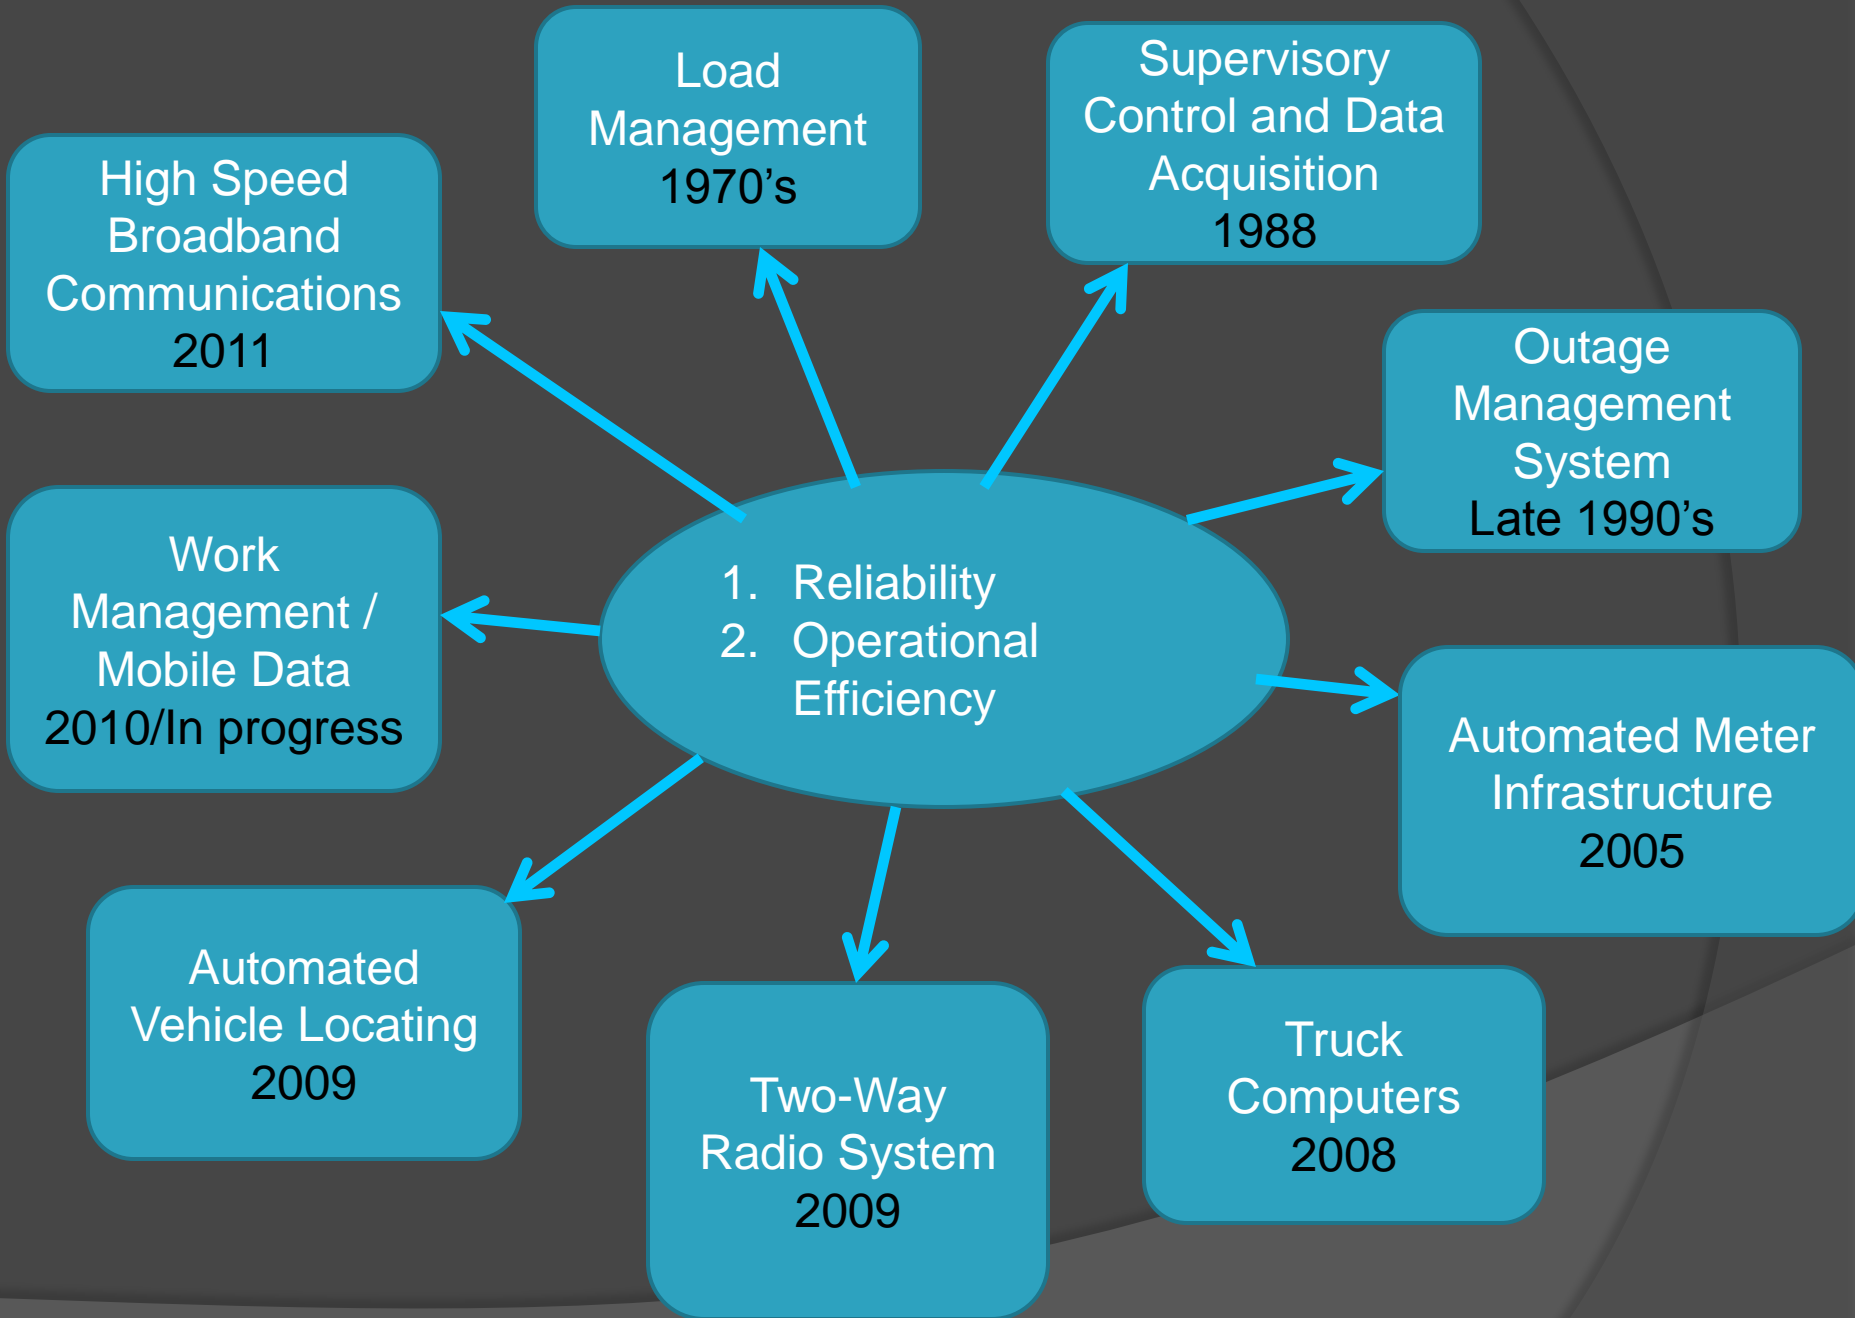 Load
Management
1970’s
Supervisory
Control and Data
Acquisition
1988
High Speed
Broadband
Communications
2011
Outage
Management
System
Late 1990’s
Work
Management /
Mobile Data
2010/In progress
1. Reliability
2. Operational
Efficiency
Automated Meter
Infrastructure
2005
Automated
Vehicle Locating
2009
Two-Way
Radio System
2009
Truck
Computers
2008